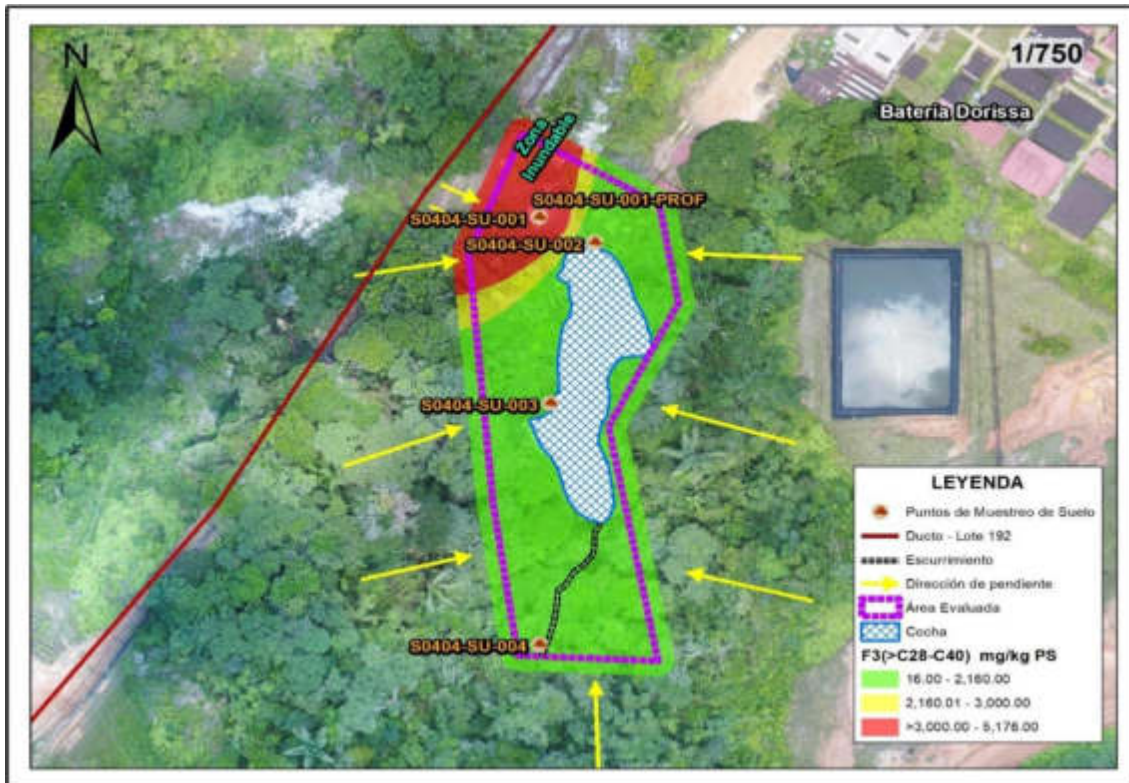 N
1/750
Batería Dorissa
Zona
Inundable
S0404-SU-001-PROF
S0404-SU-001
S0404-SU-002
S0404-SU-003
S0404-SU-004
LEYENDA
Puntos de Muestreo de Suelo
Ducto - Lote 192
Escurrimiento
Dirección de pendiente
Área Evaluada
Cocha
F3(>C28-C40) mg/kg PS
16.00 - 2,160.00
2,160.01 - 3,000.00
>3,000.00 - 5,176.00